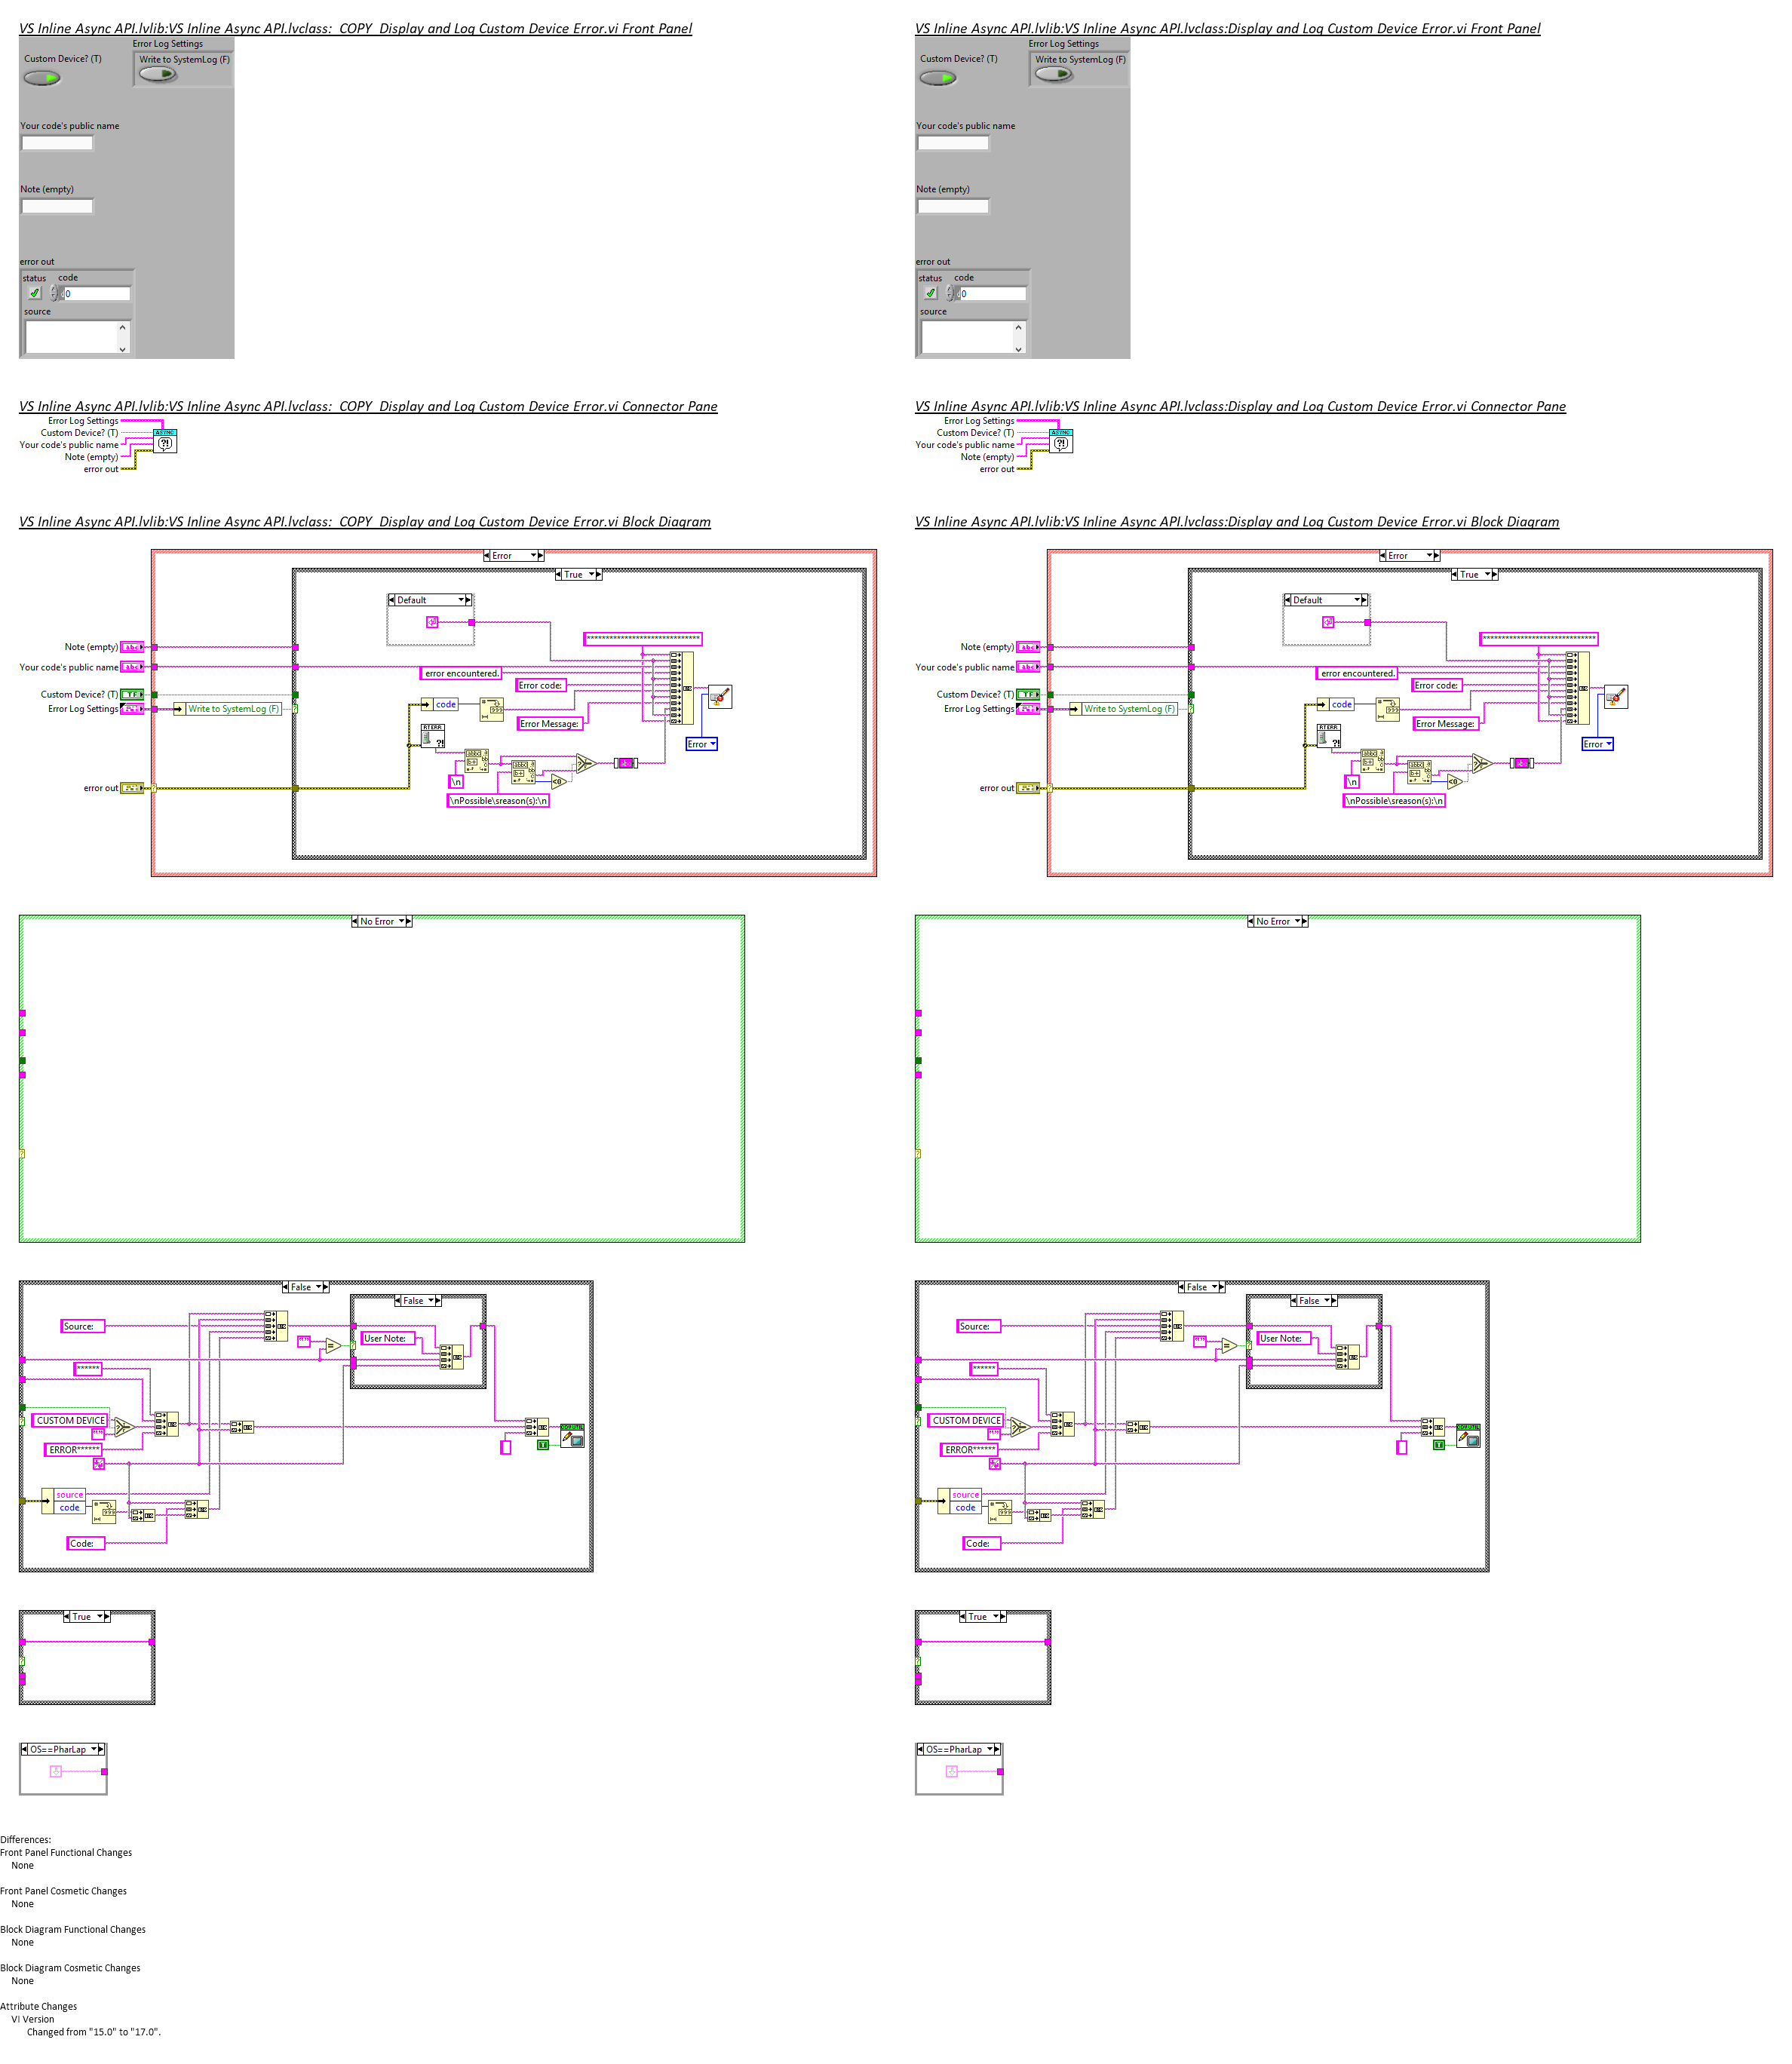 VS Inline Async API.lvlib:VS Inline Async API.lvclass:_COPY_Display and Log Custom Device Error.vi Front Panel
Custom Device? (T)
Error Log Settings
Write to SystemLog (F)
Your code's public name
Note (empty)
error out
status code
0
source
VS Inline Async API.lvlib:VS Inline Async API.lvclass:Display and Log Custom Device Error.vi Front Panel
Custom Device? (T)
Error Log Settings
Write to SystemLog (F)
Your code's public name
Note (empty)
error out
status code
0
source
VS Inline Async API.lvlib:VS Inline Async API.lvclass:_COPY_Display and Log Custom Device Error.vi Connector Pane
Error Log Settings
Custom Device? (T)
Your code's public name
Note (empty)
error out
ASYNC
?!
VS Inline Async API.lvlib:VS Inline Async API.lvclass:Display and Log Custom Device Error.vi Connector Pane
Error Log Settings
Custom Device? (T)
Your code's public name
Note (empty)
error out
ASYNC
?!
VS Inline Async API.lvlib:VS Inline Async API.lvclass:_COPY_Display and Log Custom Device Error.vi Block Diagram
Error
True
Default
Note (empty)
abc
Your code's public name
abc
error encountered.
Error code:
Custom Device? (T)
TF
Error Log Settings
Write to SystemLog (F)
code
Error Message:
RTERR
?!
Error
\n
abc
\nPossible\sreason(s):\n
error out
VS Inline Async API.lvlib:VS Inline Async API.lvclass:Display and Log Custom Device Error.vi Block Diagram
Error
True
Default
Note (empty)
abc
Your code's public name
abc
error encountered.
Error code:
Custom Device? (T)
TF
Error Log Settings
Write to SystemLog (F)
code
Error Message:
RTERR
?!
Error
\n
abc
\nPossible\sreason(s):\n
error out
No Error
No Error
False
False
Source:
User Note:
******
CUSTOM DEVICE
ERROR******
source
code
Code:
False
False
Source:
User Note:
******
CUSTOM DEVICE
ERROR******
source
code
Code:
True
True
OS==PharLap
OS==PharLap
Differences:
Front Panel Functional Changes
None
Front Panel Cosmetic Changes
None
Block Diagram Functional Changes
None
Block Diagram Cosmetic Changes
None
Attribute Changes
VI Version
Changed from "15.0" to "17.0".